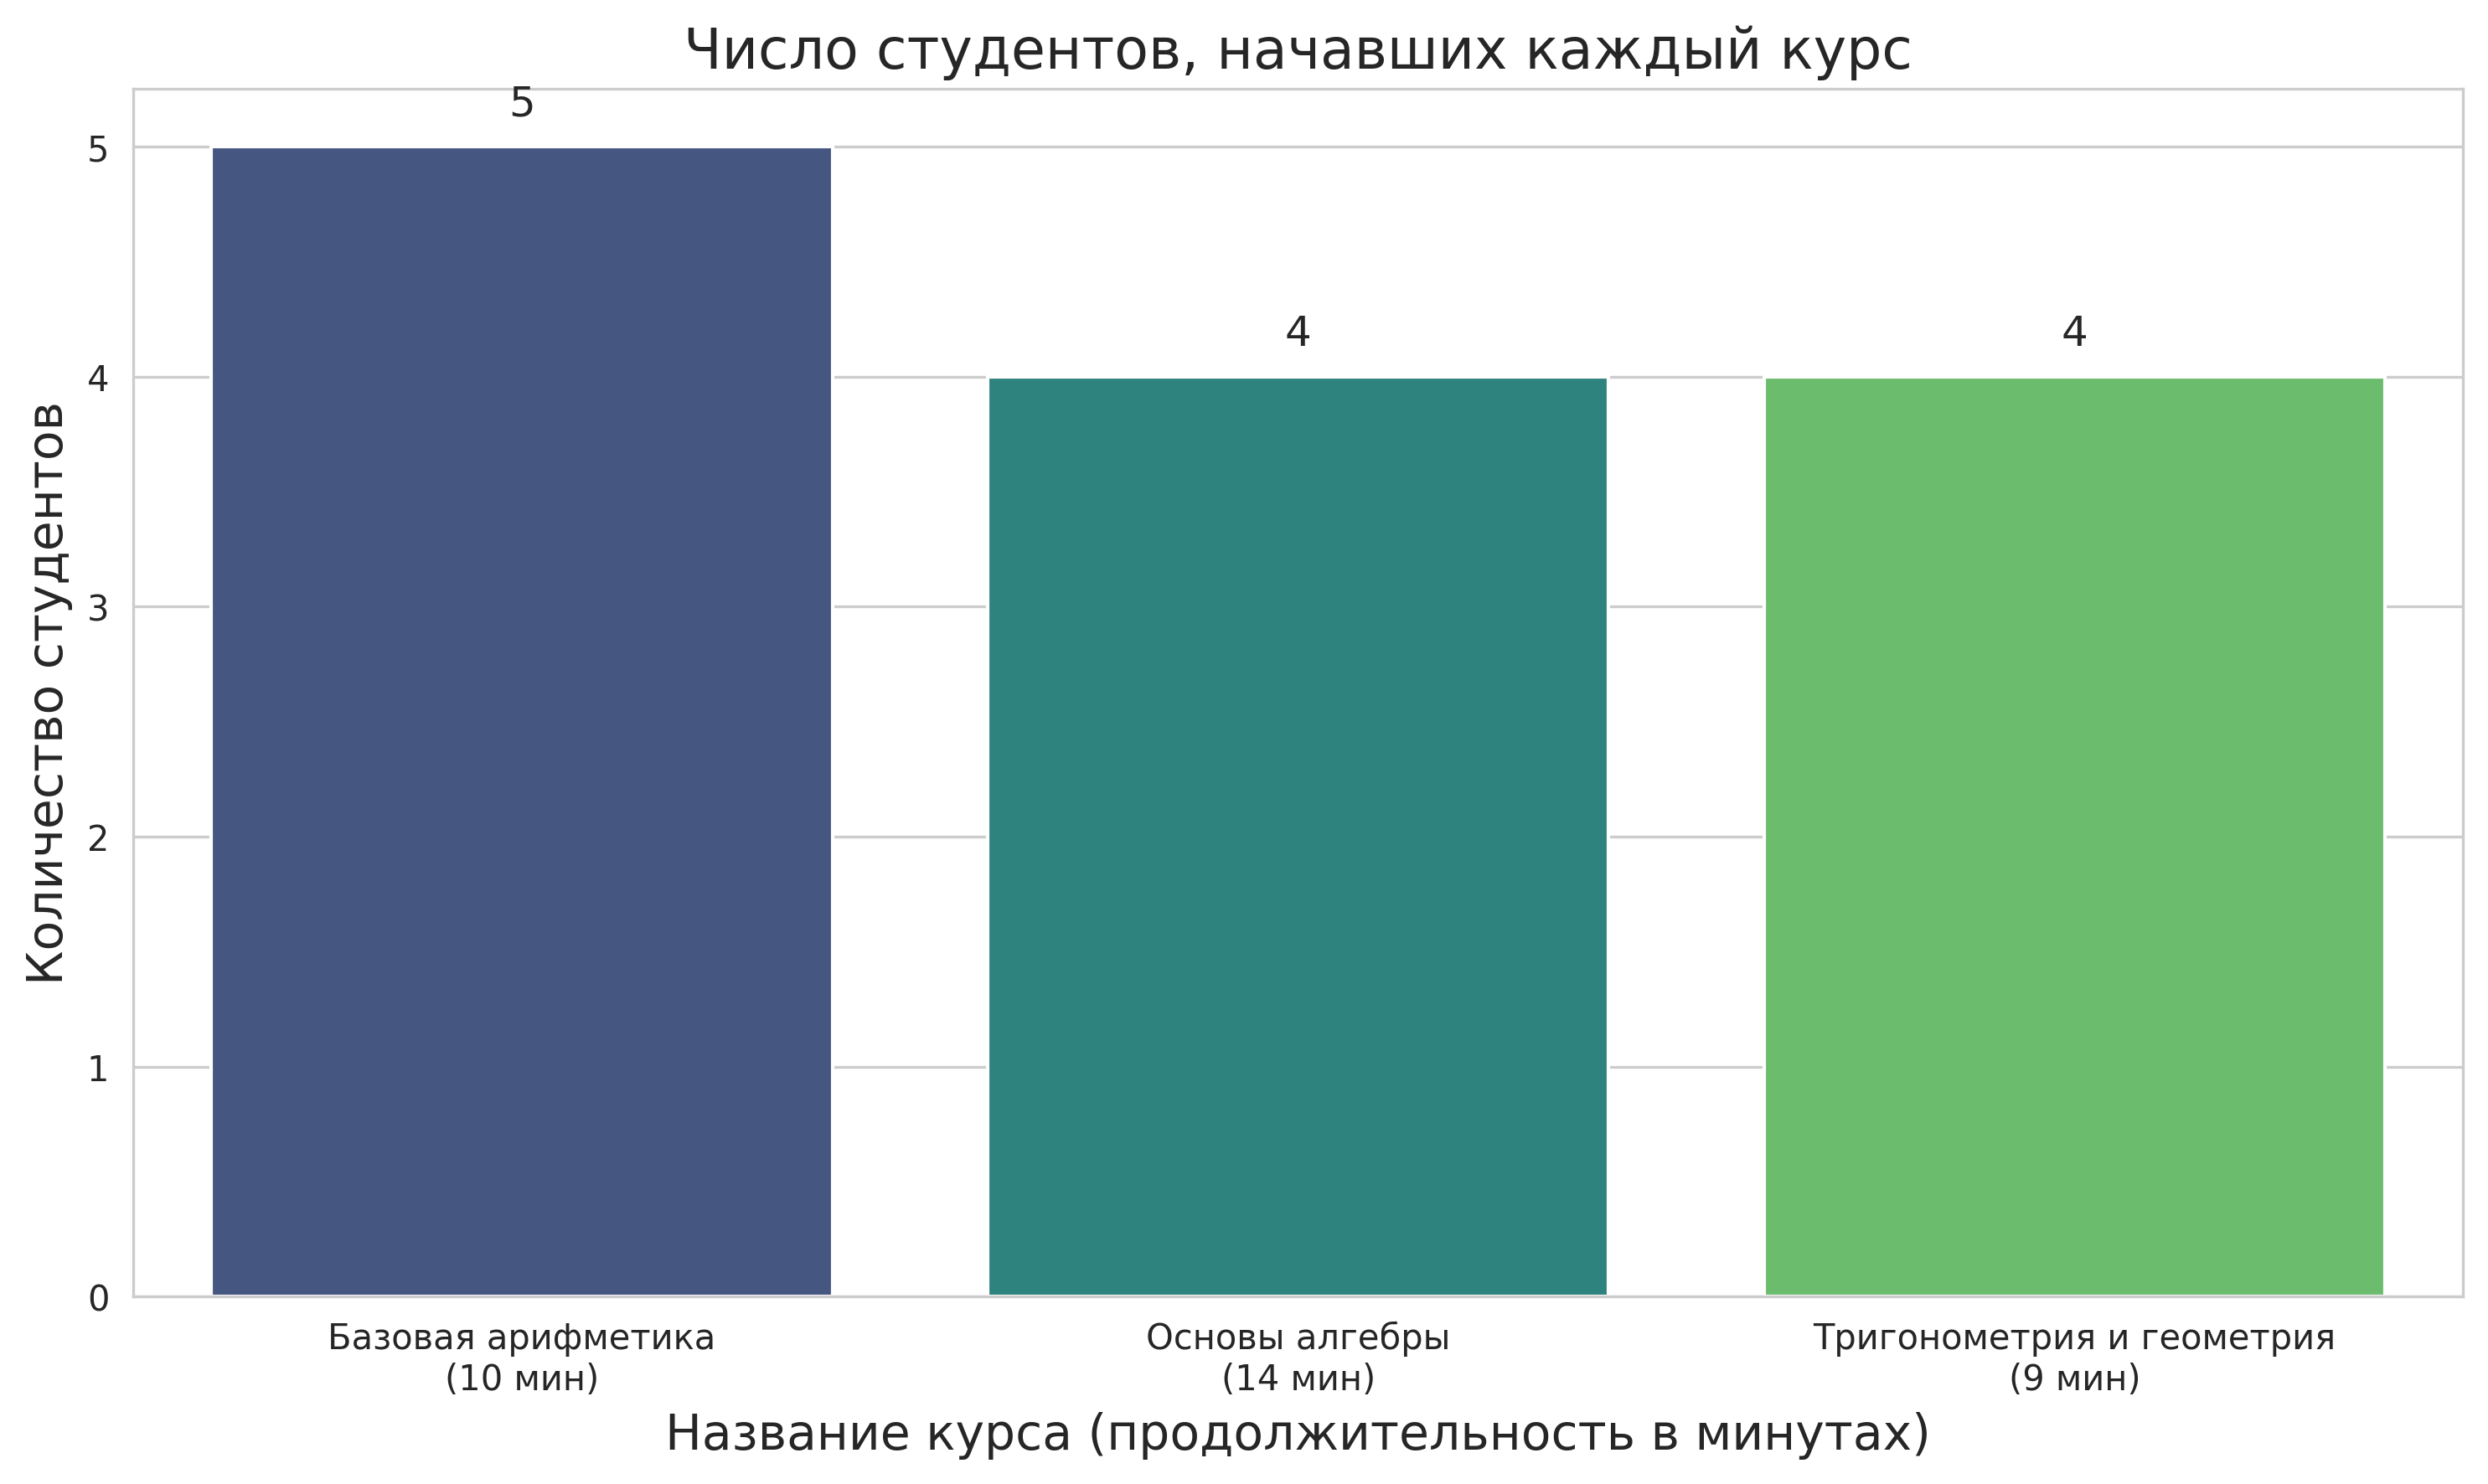 Число студентов, начавших каждый курс
5
4
4
5
4
3
2
1
0
Количество студентов
Базовая арифметика
(10 мин)
Основы алгебры
(14 мин)
Тригонометрия и геометрия
(9 мин)
Название курса (продолжительность в минутах)